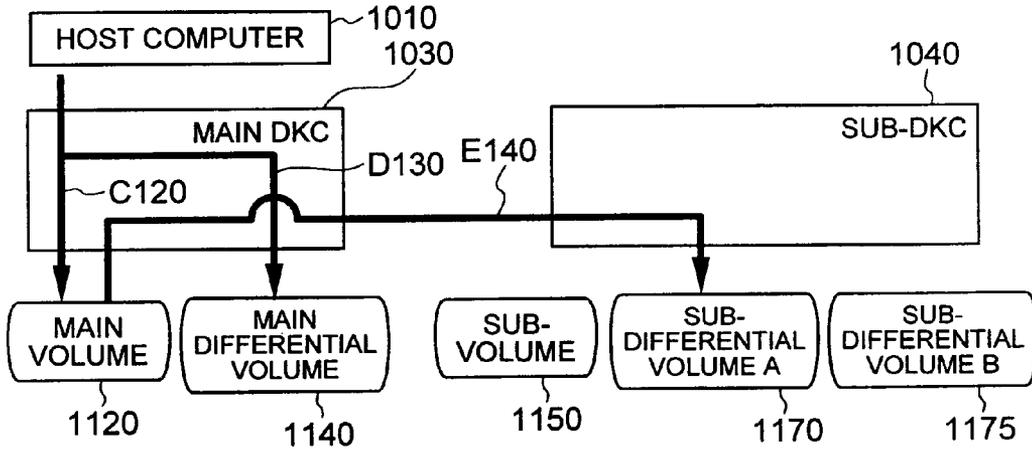 HOST COMPUTER
1010
1030
1040
MAIN DKC
SUB-DKC
C120
D130
E140
MAIN
VOLUME
MAIN
DIFFERENTIAL
VOLUME
SUB-
VOLUME
SUB-
DIFFERENTIAL
VOLUME A
SUB-
DIFFERENTIAL
VOLUME B
1120
1140
1150
1170
1175